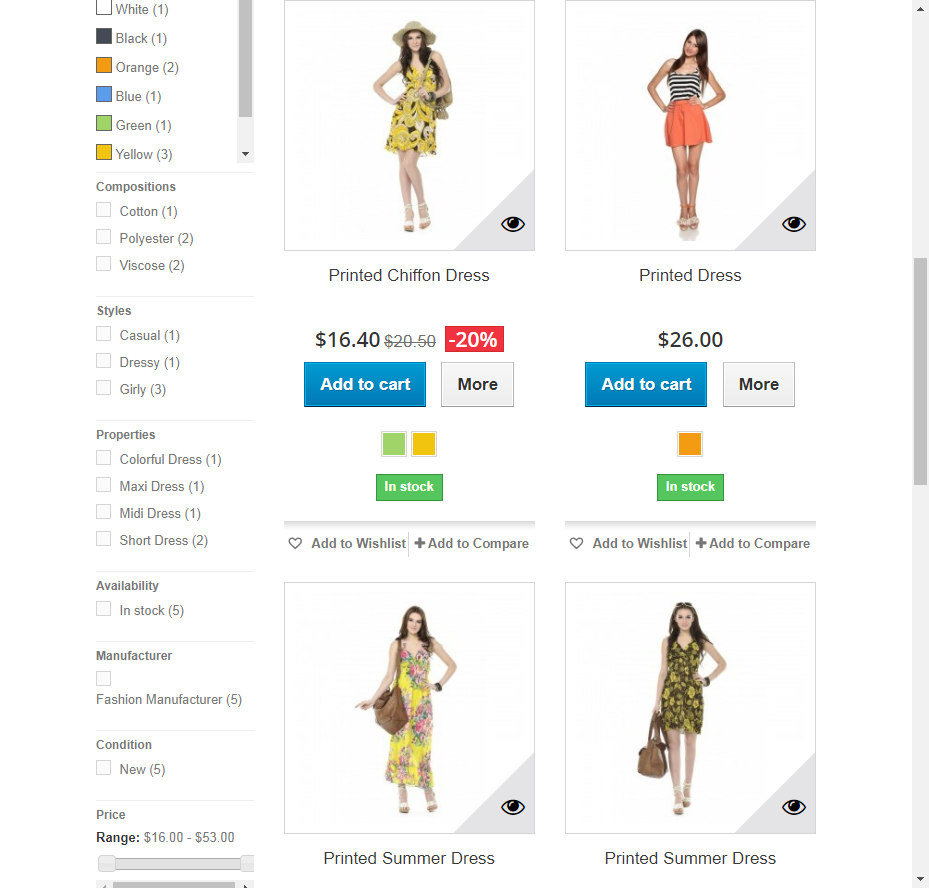 White (1)
Black (1)
Orange (2)
Blue (1)
Green (1)
Yellow (3)
Compositions
Cotton (1)
Polyester (2)
Viscose (2)
Styles
Casual (1)
Dressy (1)
Girly (3)
Properties
Colorful Dress (1)
Maxi Dress (1)
Midi Dress (1)
Short Dress (2)
Availability
In stock (5)
Manufacturer
Fashion Manufacturer (5)
Condition
New (5)
Price
Range: $16.00 - $53.00
Printed Chiffon Dress
$16.40 $20.50 -20%
Add to cart More
In stock
Add to Wishlist Add to Compare
Printed Dress
$26.00
Add to cart More
In stock
Add to Wishlist Add to Compare
Printed Summer Dress
Printed Summer Dress